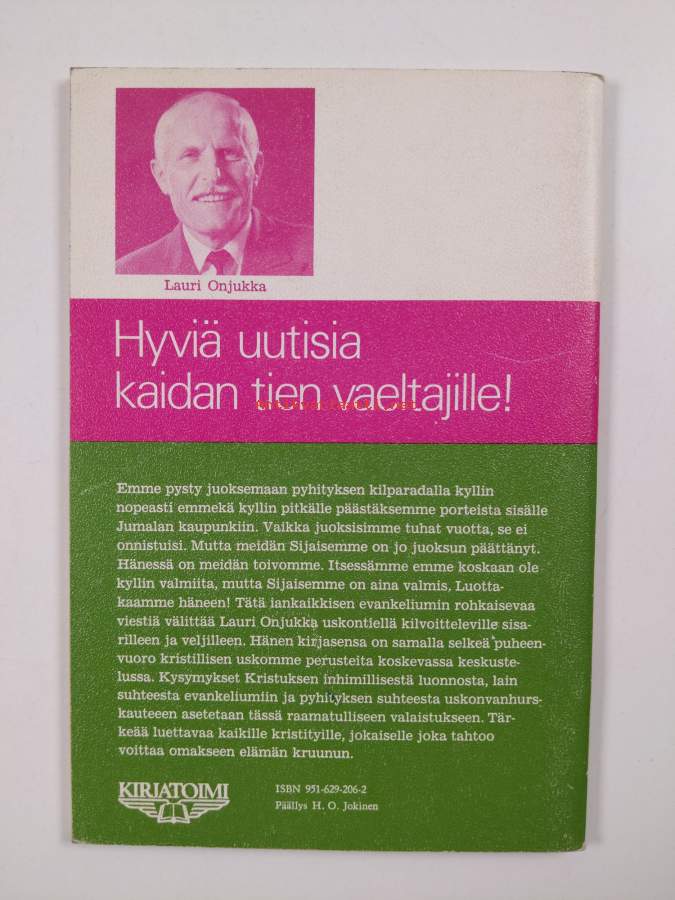 Lauri Onjukka
Hyviä uutisia
kaidan tien vaeltajille!
Emme pysty juoksemaan pyhityksen kilparadalla kyllin
nopeasti emmekä kyllin pitkälle päästäksemme porteista sisälle
Jumalan kaupunkiin. Vaikka juoksisimme tuhat vuotta, se ei
onnistuisi. Mutta meidän Sijaisemme on jo juoksun päättänyt.
Hänessä on meidän toivomme. Itsessämme emme koskaan ole
kyllin valmiita, mutta Sijaisemme on aina valmis, Luotta-
kaamme häneen! Tätä iankaikkisen evankeliumin rohkaisevaa
viestiä välittää Lauri Onjukka uskontiellä kilvoitteleville sisa-
rilleen ja veljilleen. Hänen kirjasensa on samalla selkeä puheen-
vuoro kristillisen uskomme perusteita koskevassa keskuste-
lussa. Kysymykset Kristuksen inhimillisestä luonnosta, lain
suhteesta evankeliumiin ja pyhityksen suhteesta uskonvanhurs-
kauteeen asetetaan tässä raamatulliseen valaistukseen. Tär-
keää luettavaa kaikille kristityille, jokaiselle joka tahtoo
voittaa omakseen elämän kruunun.
KIRJATOIMI
ISBN 951-629-206-2
Päällys H. O. Jokinen